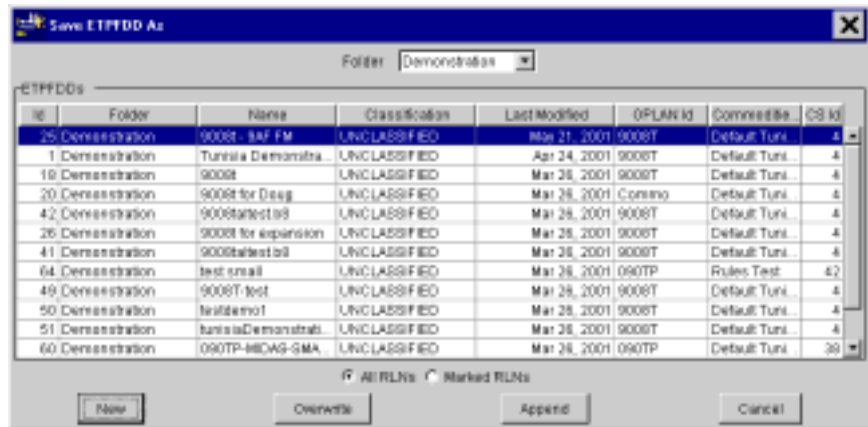 Save ETPFDD As
Folder Demonstration
ETPFDDs
Id Folder Name Classification Last Modified OPLAN Id Commoditie... CS Id
25 Demonstration 9008t - 9AF FM UNCLASSIFIED May 21, 2001 9008T Default Tuni... 4
1 Demonstration Tunisia Demonstra... UNCLASSIFIED Apr 24, 2001 9008T Default Tuni... 4
18 Demonstration 9008t UNCLASSIFIED Mar 26, 2001 9008T Default Tuni... 4
20 Demonstration 9008t for Doug UNCLASSIFIED Mar 26, 2001 Commo Default Tuni... 4
42 Demonstration UNCLASSIFIED Mar 26, 2001 9008T Default Tuni... 4
26 Demonstration 9008t for expansion UNCLASSIFIED Mar 26, 2001 9008T Default Tuni... 4
41 Demonstration UNCLASSIFIED Mar 26, 2001 9008T Default Tuni... 4
64 Demonstration test small UNCLASSIFIED Mar 26, 2001 090TP Rules Test 42
49 Demonstration 9008T-test UNCLASSIFIED Mar 26, 2001 9008T Default Tuni... 4
50 Demonstration testdemo1 UNCLASSIFIED Mar 26, 2001 9008T Default Tuni... 4
51 Demonstration tunisiaDemonstrati... UNCLASSIFIED Mar 26, 2001 9008T Default Tuni... 4
60 Demonstration 090TP-MIDAS-SMA... UNCLASSIFIED Mar 26, 2001 090TP Default Tuni... 38
All RLNs Marked RLNs
New Overwrite Append Cancel